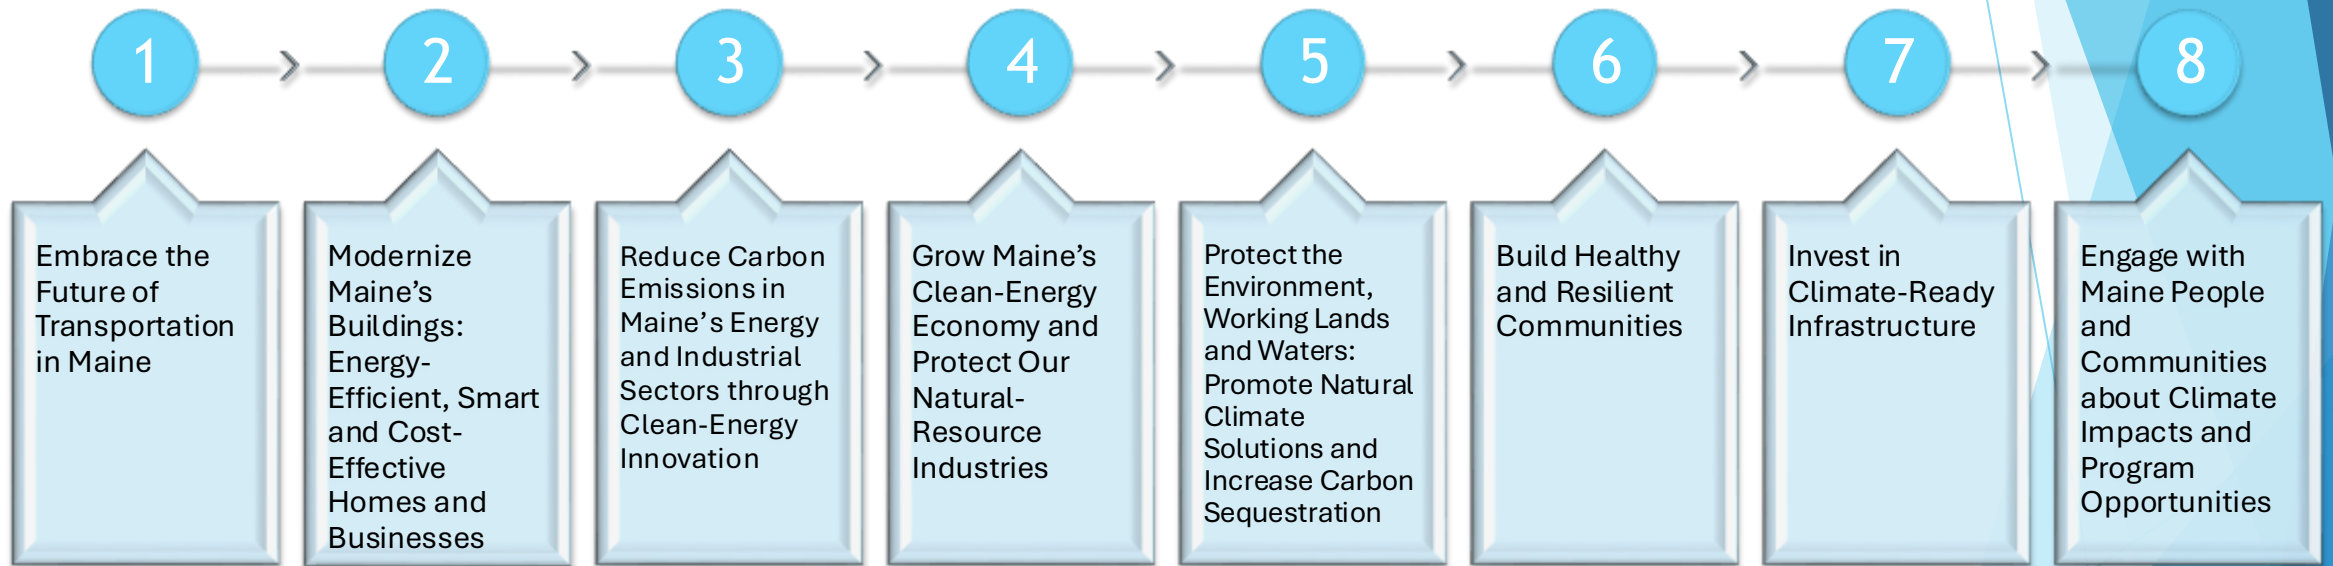 1
2
3
4
5
6
7
8
Embrace the
Future of
Transportation
in Maine
Modernize
Maine’s
Buildings:
Energy-
Efficient, Smart
and Cost-
Effective
Homes and
Businesses
Reduce Carbon
Emissions in
Maine’s Energy
and Industrial
Sectors through
Clean-Energy
Innovation
Grow Maine’s
Clean-Energy
Economy and
Protect Our
Natural-
Resource
Industries
Protect the
Environment,
Working Lands
and Waters:
Promote Natural
Climate
Solutions and
Increase Carbon
Sequestration
Build Healthy
and Resilient
Communities
Invest in
Climate-Ready
Infrastructure
Engage with
Maine People
and
Communities
about Climate
Impacts and
Program
Opportunities